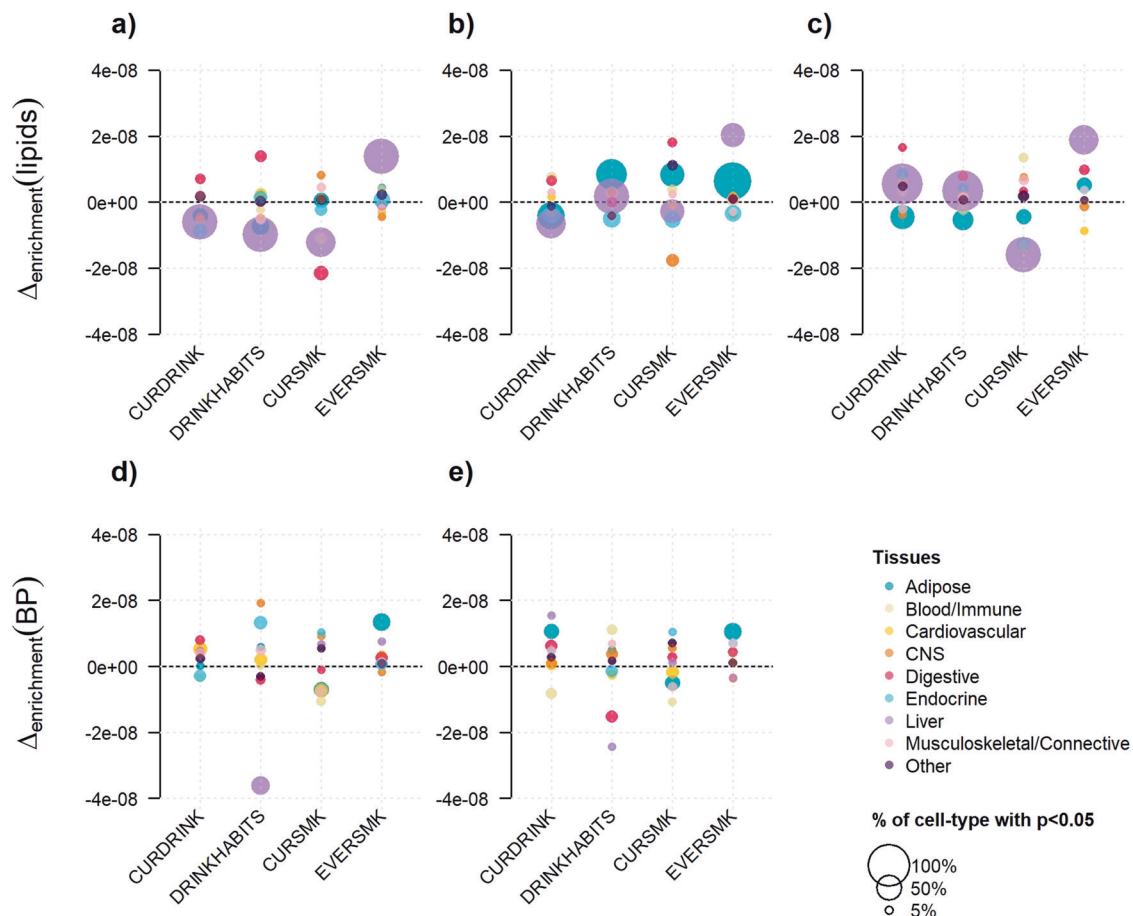 a)
b)
c)
Δenrichment(lipids)
4e-08
2e-08
0e+00
-2e-08
-4e-08
CURDRINK
DRINKHABITS
CURSMK
EVERSMK
4e-08
2e-08
0e+00
-2e-08
-4e-08
CURDRINK
DRINKHABITS
CURSMK
EVERSMK
4e-08
2e-08
0e+00
-2e-08
-4e-08
CURDRINK
DRINKHABITS
CURSMK
EVERSMK
d)
e)
Δenrichment(BP)
4e-08
2e-08
0e+00
-2e-08
-4e-08
CURDRINK
DRINKHABITS
CURSMK
EVERSMK
4e-08
2e-08
0e+00
-2e-08
-4e-08
CURDRINK
DRINKHABITS
CURSMK
EVERSMK
Tissues
Adipose
Blood/Immune
Cardiovascular
CNS
Digestive
Endocrine
Liver
Musculoskeletal/Connective
Other
% of cell-type with p<0.05
100%
50%
5%